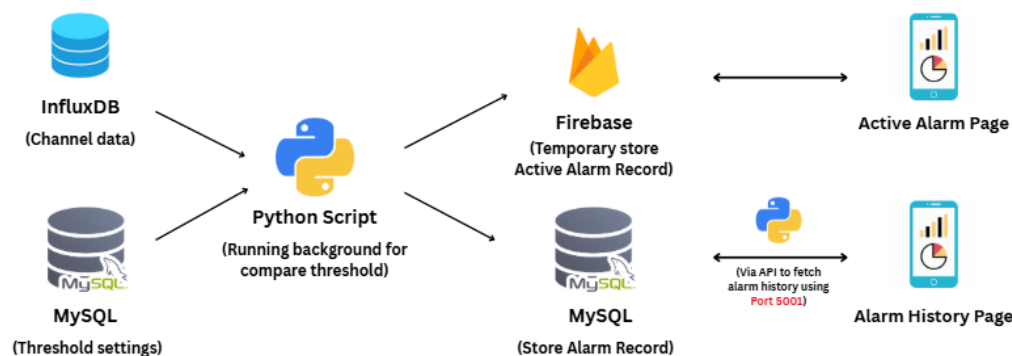 InfluxDB
(Channel data)
MySQL
MySQL
(Threshold settings)
Python Script
(Running background for
compare threshold)
Firebase
(Temporary store
Active Alarm Record)
MySQL
MySQL
(Store Alarm Record)
Active Alarm Page
(Via API to fetch
alarm history using
Port 5001)
Alarm History Page